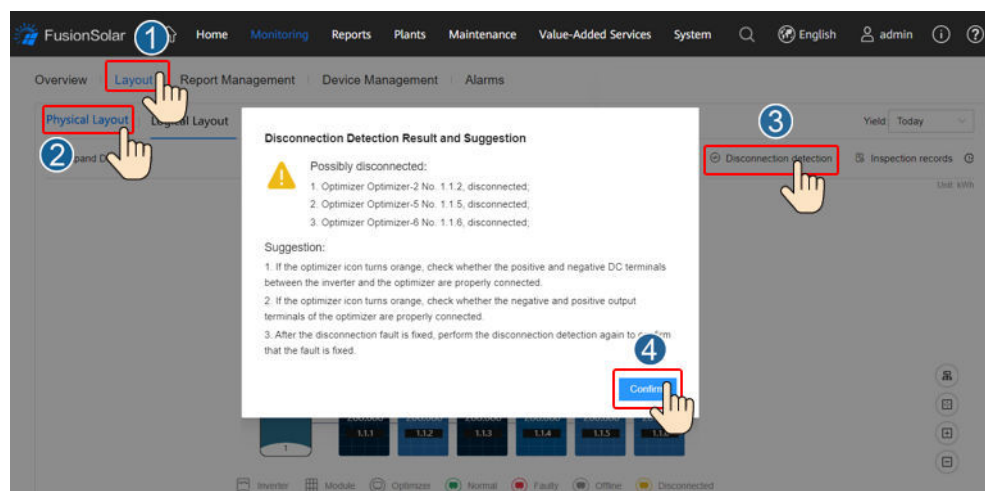 FusionSolar 1 Home Monitoring Reports Plants Maintenance Value-Added Services System English admin
Overview Layout Report Management Device Management Alarms
Physical Layout Logical Layout Yield: Today
3
2 Disconnection detection Inspection records
Unit: kWh
Disconnection Detection Result and Suggestion
Possibly disconnected:
1. Optimizer Optimizer-2 No. 1.1.2, disconnected;
2. Optimizer Optimizer-5 No. 1.1.5, disconnected;
3. Optimizer Optimizer-6 No. 1.1.6, disconnected;
Suggestion:
1. If the optimizer icon turns orange, check whether the positive and negative DC terminals
between the inverter and the optimizer are properly connected.
2. If the optimizer icon turns orange, check whether the negative and positive output
terminals of the optimizer are properly connected.
3. After the disconnection fault is fixed, perform the disconnection detection again to confirm
that the fault is fixed.
4
Confirm
1 1.1.1 1.1.2 1.1.3 1.1.4 1.1.5
Inverter Module Optimizer Normal Faulty Offline Disconnected